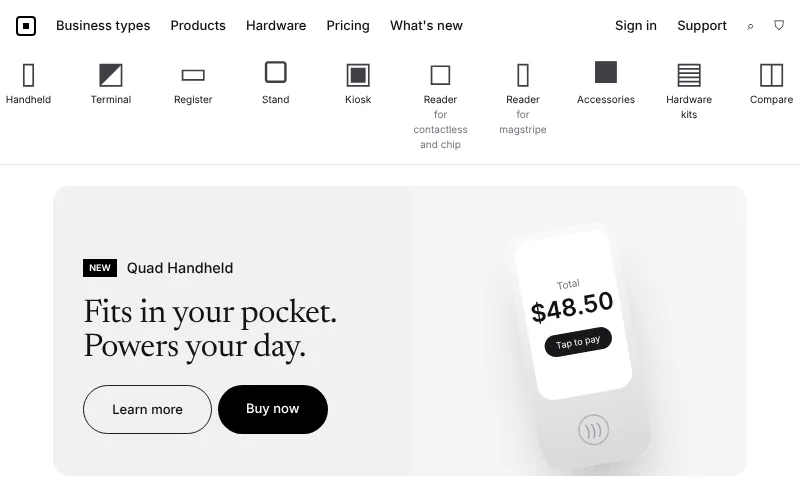 Business types Products Hardware Pricing What's new Sign in Support
Handheld
Terminal
Register
Stand
Kiosk
Reader
for
contactless
and chip
Reader
for
magstripe
Accessories
Hardware
kits
Compare
NEW Quad Handheld
Fits in your pocket.
Powers your day.
Learn more Buy now
Total
$48.50
Tap to pay